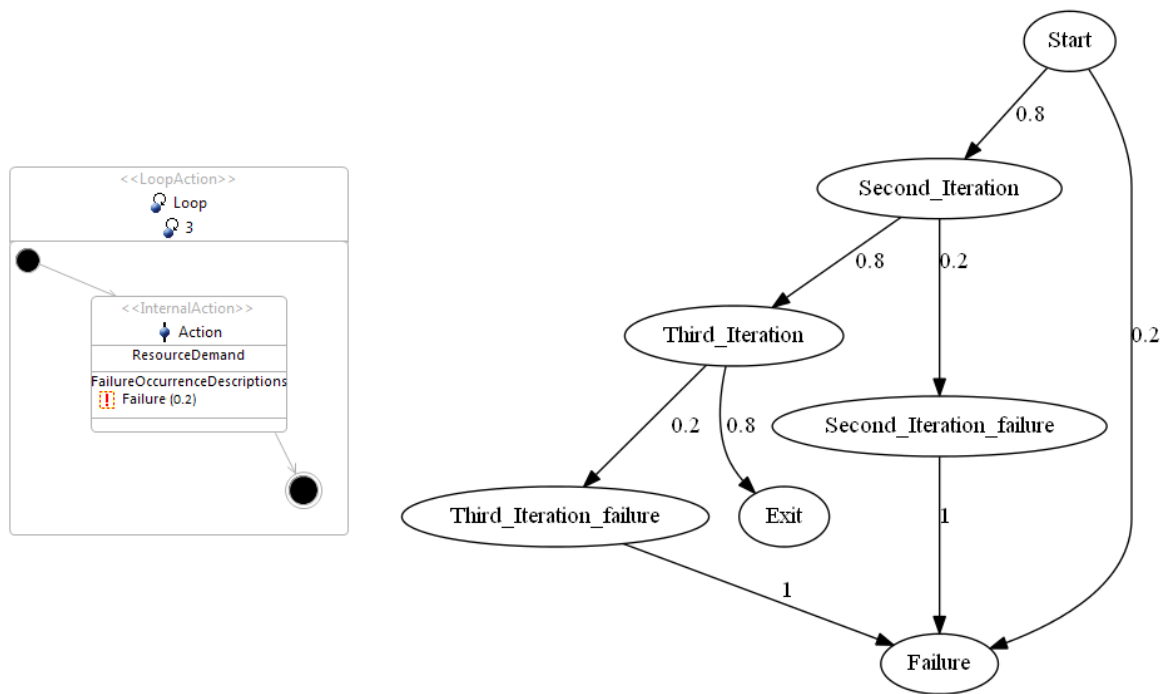 <<LoopAction>>
Loop
3
<<InternalAction>>
Action
ResourceDemand
FailureOccurrenceDescriptions
Failure (0.2)
Start
0.8
Second_Iteration
0.8
0.2
Third_Iteration
0.2
0.2
0.8
Second_Iteration_failure
Third_Iteration_failure
Exit
1
1
Failure